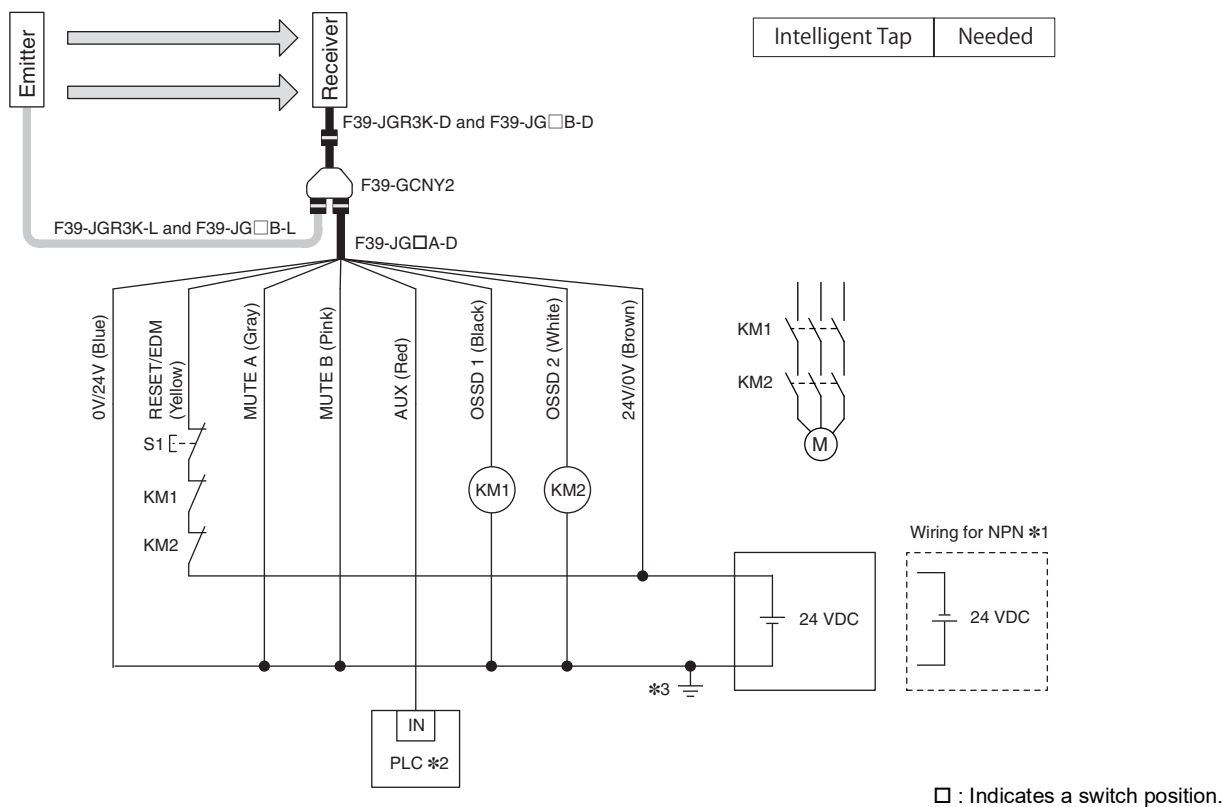 Emitter
Receiver
Intelligent Tap Needed
F39-JGR3K-D and F39-JG□B-D
F39-GCNY2
F39-JGR3K-L and F39-JG□B-L
F39-JG□A-D
0V/24V (Blue)
RESET/EDM
(Yellow)
MUTE A (Gray)
MUTE B (Pink)
AUX (Red)
OSSD 1 (Black)
OSSD 2 (White)
24V/0V (Brown)
S1
KM1
KM2
KM1
KM2
KM1
KM2
M
Wiring for NPN ✻1
24 VDC
24 VDC
✻3
IN
PLC ✻2
□ : Indicates a switch position.